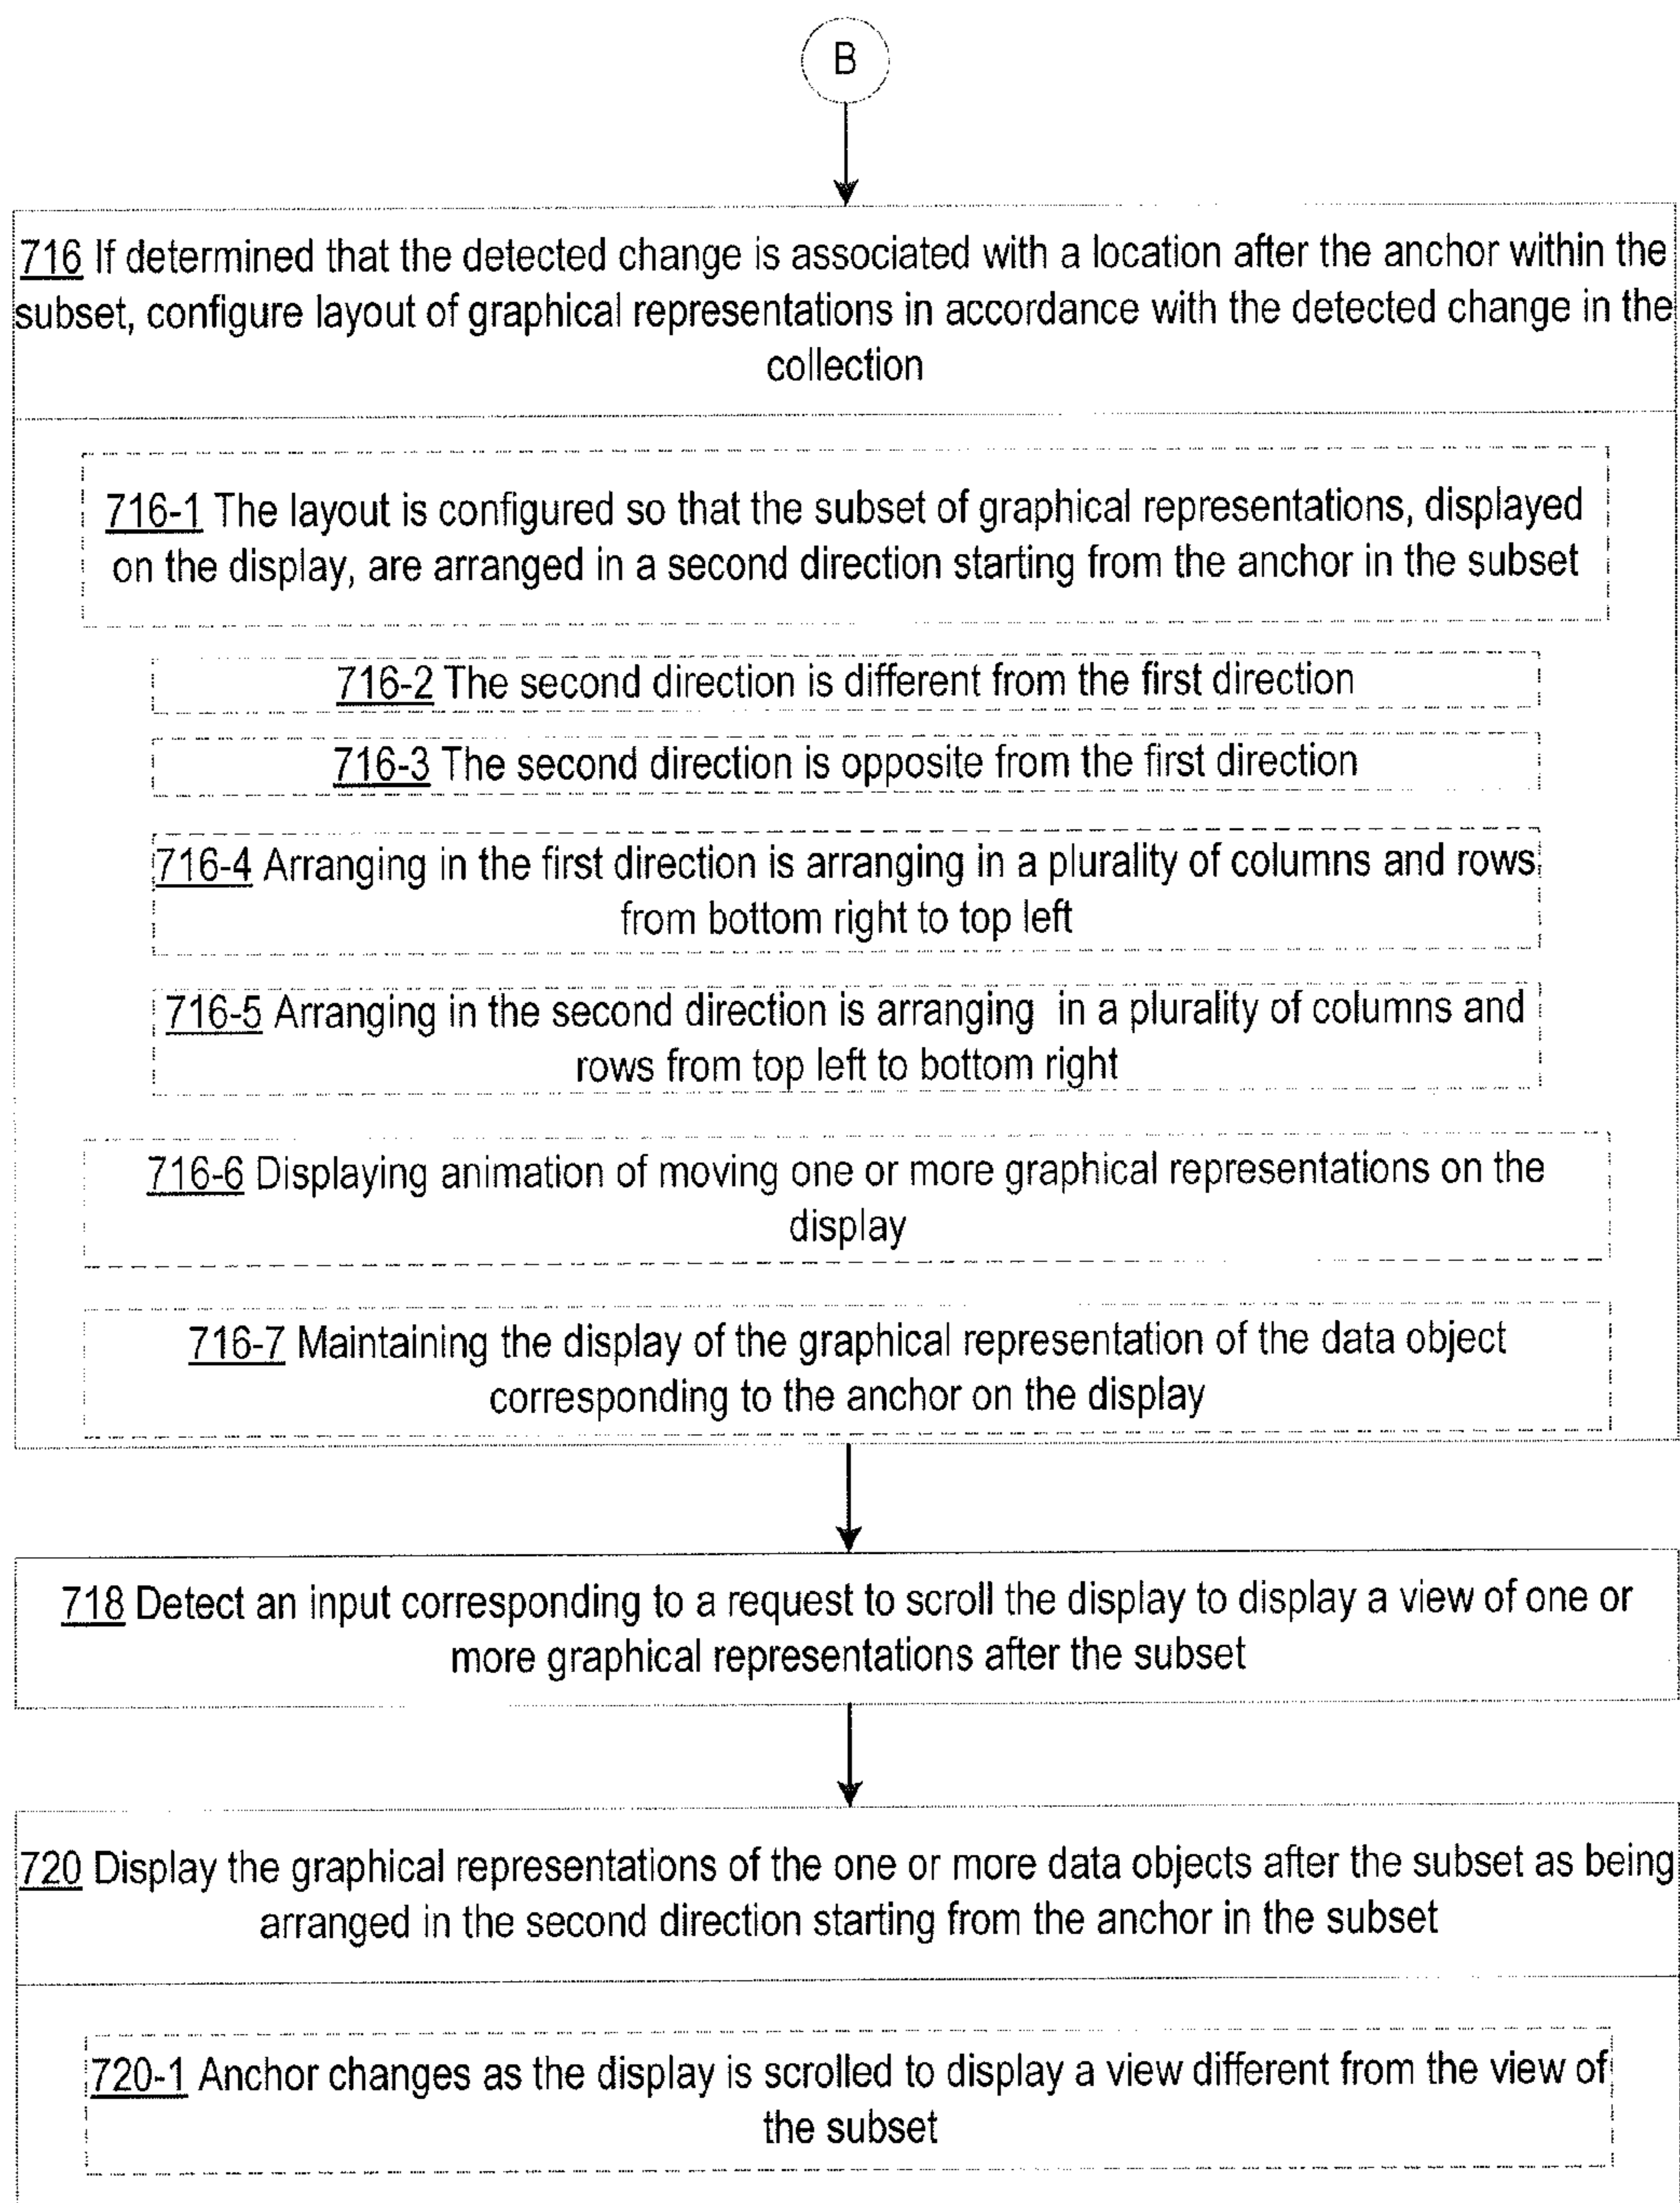 B
716 If determined that the detected change is associated with a location after the anchor within the
subset, configure layout of graphical representations in accordance with the detected change in the
collection
716-1 The layout is configured so that the subset of graphical representations, displayed
on the display, are arranged in a second direction starting from the anchor in the subset
716-2 The second direction is different from the first direction
716-3 The second direction is opposite from the first direction
716-4 Arranging in the first direction is arranging in a plurality of columns and rows
from bottom right to top left
716-5 Arranging in the second direction is arranging in a plurality of columns and
rows from top left to bottom right
716-6 Displaying animation of moving one or more graphical representations on the
display
716-7 Maintaining the display of the graphical representation of the data object
corresponding to the anchor on the display
718 Detect an input corresponding to a request to scroll the display to display a view of one or
more graphical representations after the subset
720 Display the graphical representations of the one or more data objects after the subset as being
arranged in the second direction starting from the anchor in the subset
720-1 Anchor changes as the display is scrolled to display a view different from the view of
the subset